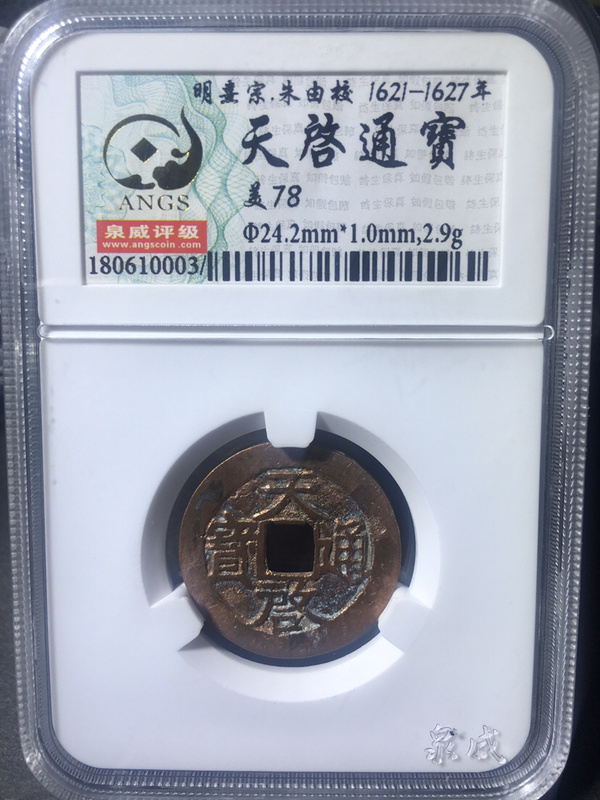 明熹宗.朱由校 1621-1627年
天啓通寳
美78
ANGS
泉威评级
www.angscoin.com
Φ24.2mm*1.0mm,2.9g
180610003/
天啓通寳
泉成